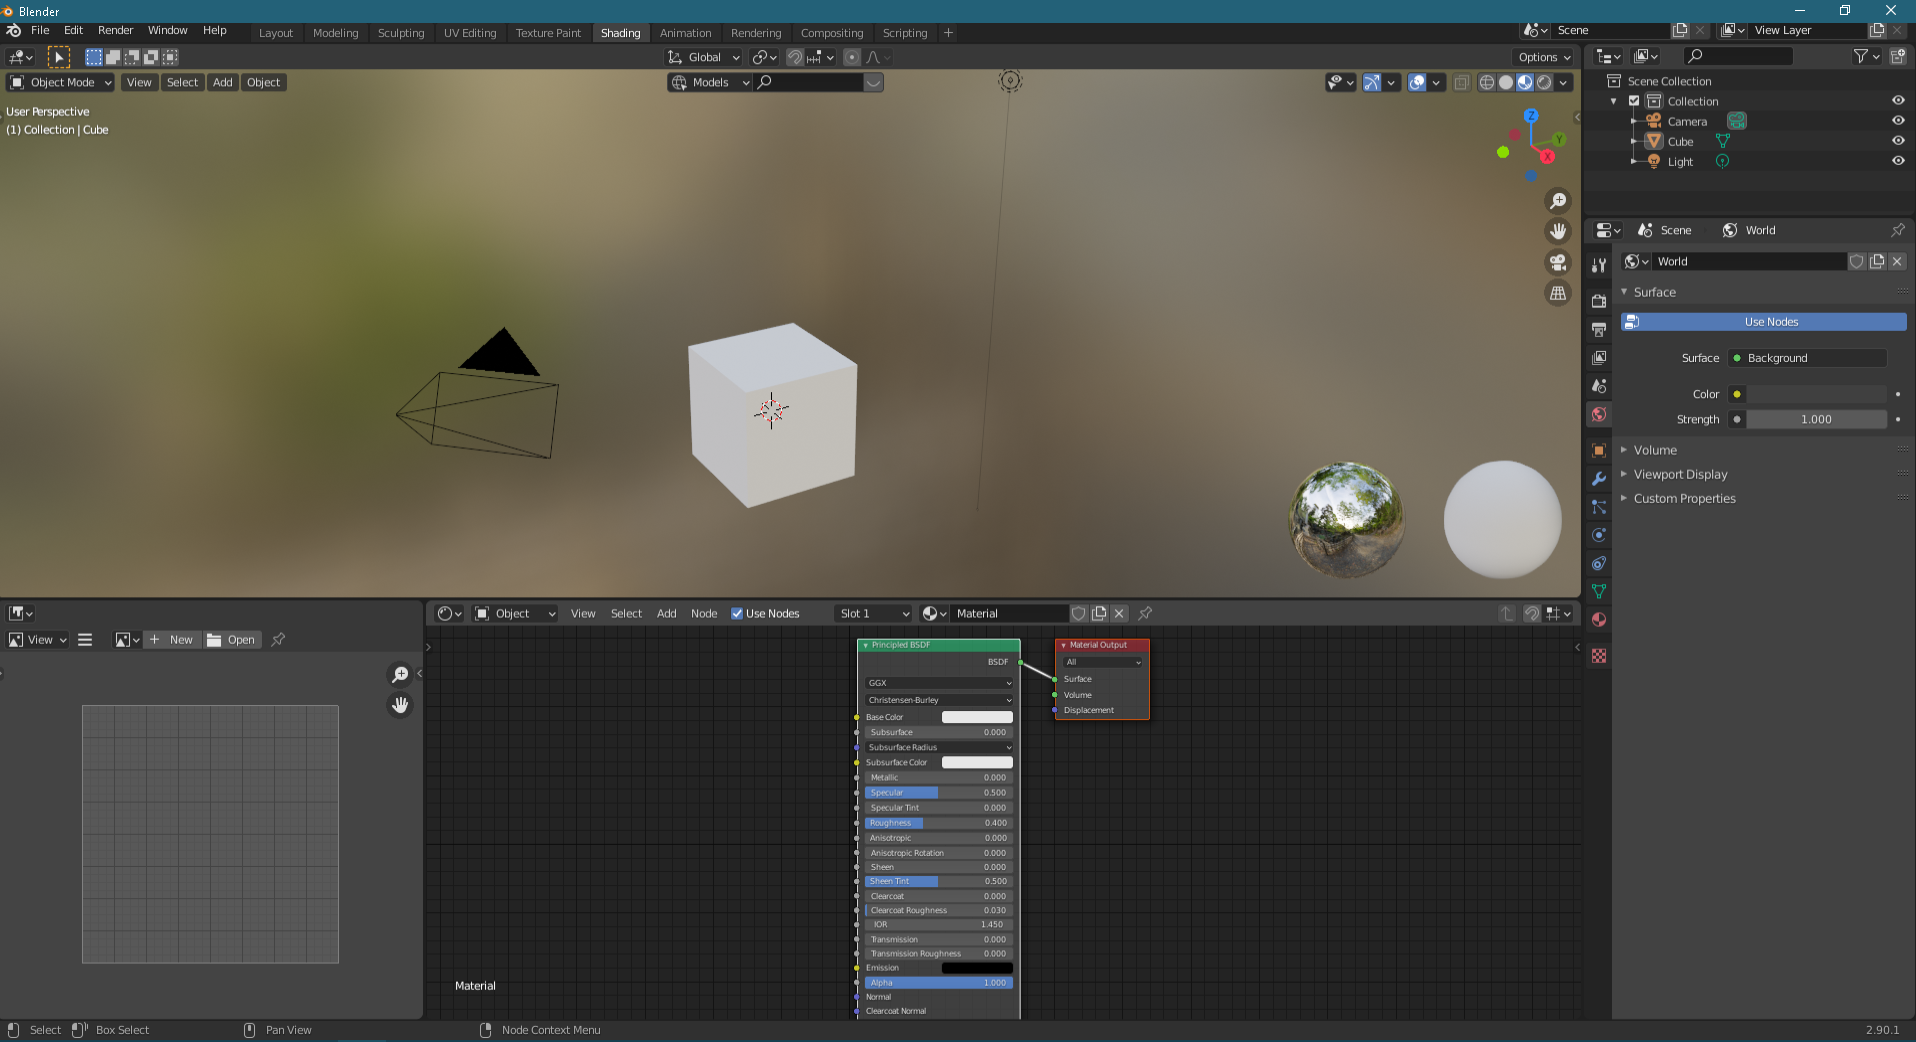 Blender
File Edit Render Window Help Layout Modeling Sculpting UV Editing Texture Paint Shading Animation Rendering Compositing Scripting + Scene View Layer
Global Options
Object Mode View Select Add Object Models
User Perspective
(1) Collection | Cube
Z
Y
X
Scene Collection
Collection
Camera
Cube
Light
Scene World
World
Surface
Use Nodes
Surface Background
Color
Strength 1.000
Volume
Viewport Display
Custom Properties
View + New Open
Object View Select Add Node Use Nodes Slot 1 Material
Principled BSDF
BSDF
GGX
Christensen-Burley
Base Color
Subsurface 0.000
Subsurface Radius
Subsurface Color
Metallic 0.000
Specular 0.500
Specular Tint 0.000
Roughness 0.400
Anisotropic 0.000
Anisotropic Rotation 0.000
Sheen 0.000
Sheen Tint 0.500
Clearcoat 0.000
Clearcoat Roughness 0.030
IOR 1.450
Transmission 0.000
Transmission Roughness 0.000
Emission
Alpha 1.000
Normal
Clearcoat Normal
Material Output
All
Surface
Volume
Displacement
Material
Select Box Select Pan View Node Context Menu 2.90.1